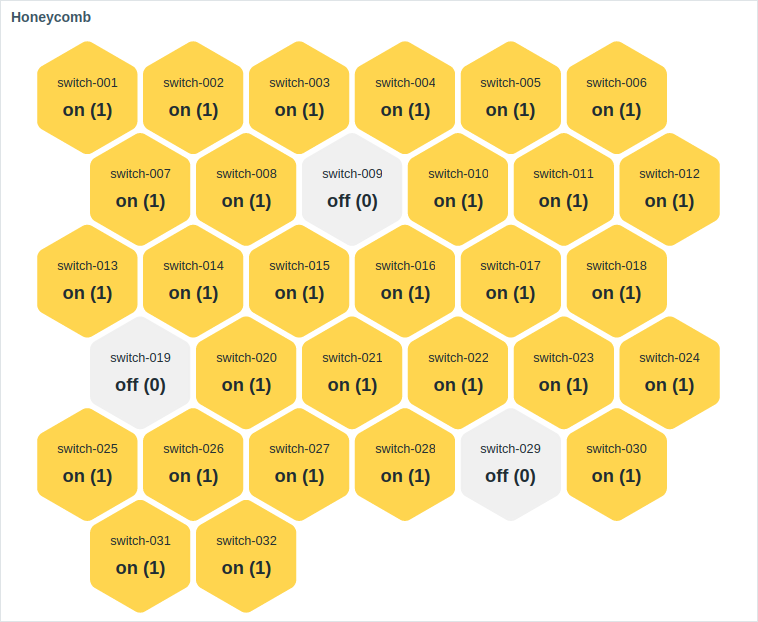 Honeycomb
switch-001 switch-002 switch-003 switch-004 switch-005 switch-006
on (1) on (1) on (1) on (1) on (1) on (1)
switch-007 switch-008 switch-009 switch-010 switch-011 switch-012
on (1) on (1) off (0) on (1) on (1) on (1)
switch-013 switch-014 switch-015 switch-016 switch-017 switch-018
on (1) on (1) on (1) on (1) on (1) on (1)
switch-019 switch-020 switch-021 switch-022 switch-023 switch-024
off (0) on (1) on (1) on (1) on (1) on (1)
switch-025 switch-026 switch-027 switch-028 switch-029 switch-030
on (1) on (1) on (1) on (1) off (0) on (1)
switch-031 switch-032
on (1) on (1)